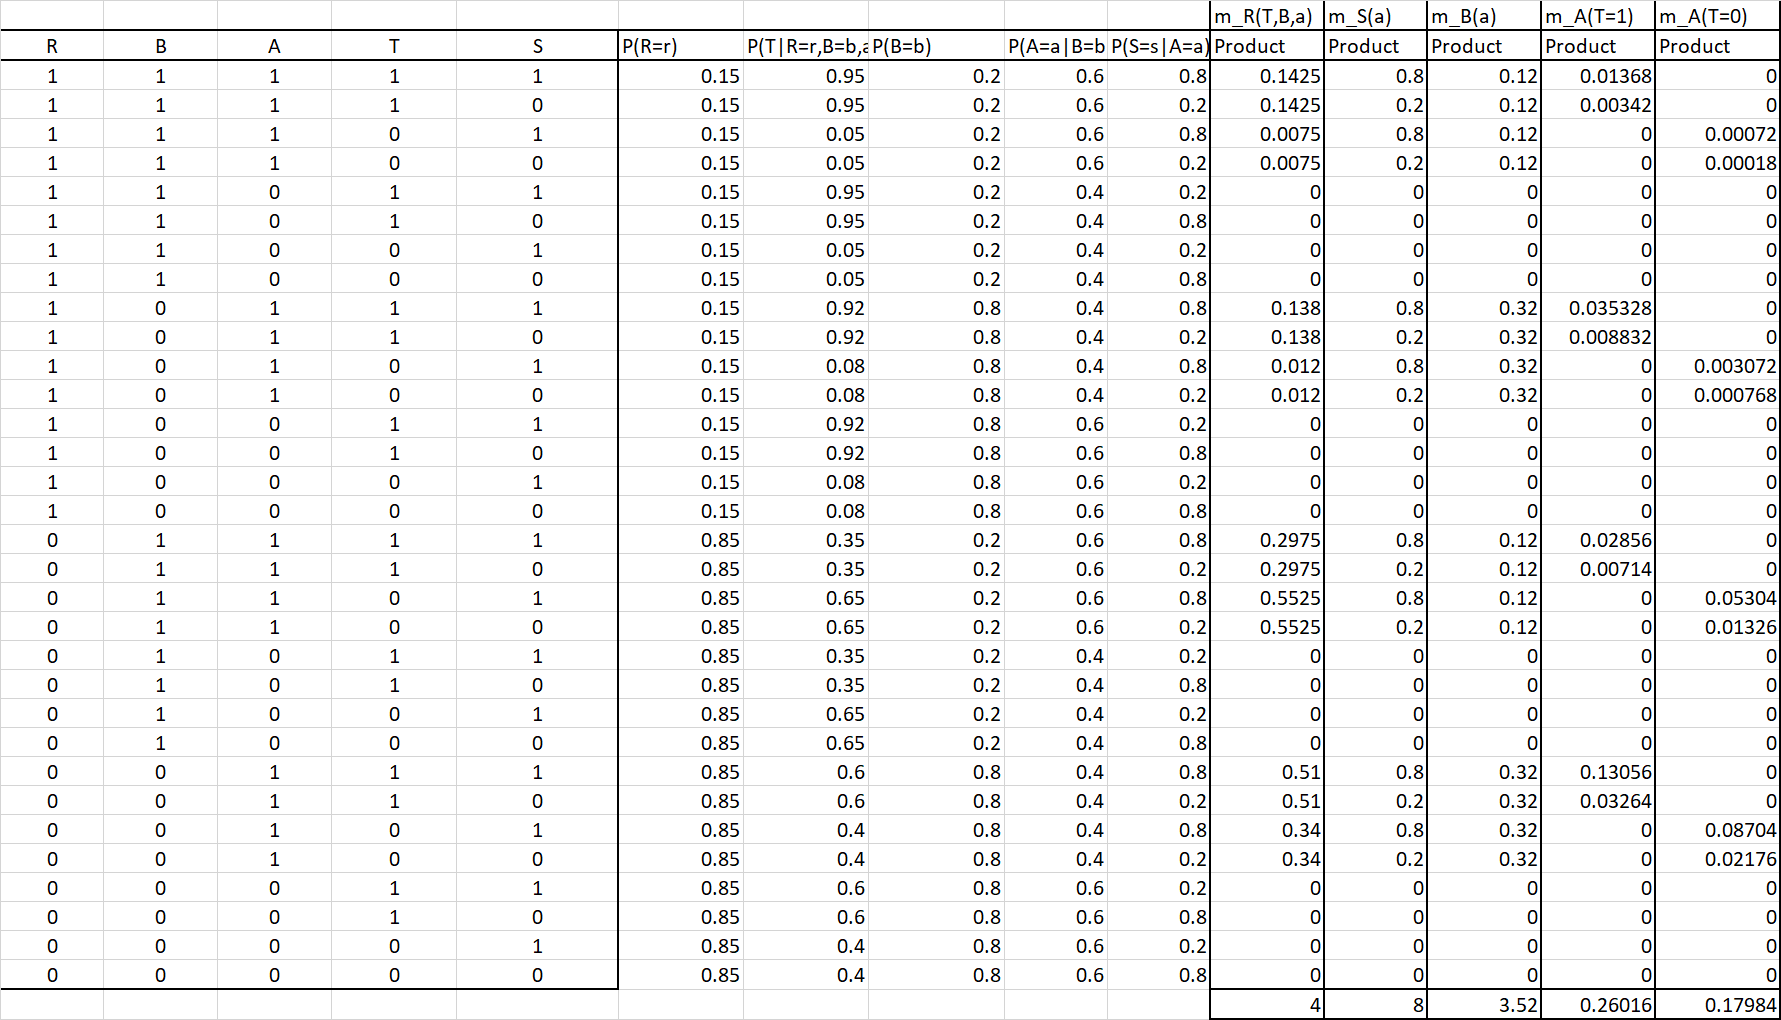 m_R(T,B,a) m_S(a) m_B(a) m_A(T=1) m_A(T=0)
R B A T S P(R=r) P(T|R=r,B=b,a P(B=b) P(A=a|B=b P(S=s|A=a) Product Product Product Product Product
1 1 1 1 1 0.15 0.95 0.2 0.6 0.8 0.1425 0.8 0.12 0.01368 0
1 1 1 1 0 0.15 0.95 0.2 0.6 0.2 0.1425 0.2 0.12 0.00342 0
1 1 1 0 1 0.15 0.05 0.2 0.6 0.8 0.0075 0.8 0.12 0 0.00072
1 1 1 0 0 0.15 0.05 0.2 0.6 0.2 0.0075 0.2 0.12 0 0.00018
1 1 0 1 1 0.15 0.95 0.2 0.4 0.2 0 0 0 0 0
1 1 0 1 0 0.15 0.95 0.2 0.4 0.8 0 0 0 0 0
1 1 0 0 1 0.15 0.05 0.2 0.4 0.2 0 0 0 0 0
1 1 0 0 0 0.15 0.05 0.2 0.4 0.8 0 0 0 0 0
1 0 1 1 1 0.15 0.92 0.8 0.4 0.8 0.138 0.8 0.32 0.035328 0
1 0 1 1 0 0.15 0.92 0.8 0.4 0.2 0.138 0.2 0.32 0.008832 0
1 0 1 0 1 0.15 0.08 0.8 0.4 0.8 0.012 0.8 0.32 0 0.003072
1 0 1 0 0 0.15 0.08 0.8 0.4 0.2 0.012 0.2 0.32 0 0.000768
1 0 0 1 1 0.15 0.92 0.8 0.6 0.2 0 0 0 0 0
1 0 0 1 0 0.15 0.92 0.8 0.6 0.8 0 0 0 0 0
1 0 0 0 1 0.15 0.08 0.8 0.6 0.2 0 0 0 0 0
1 0 0 0 0 0.15 0.08 0.8 0.6 0.8 0 0 0 0 0
0 1 1 1 1 0.85 0.35 0.2 0.6 0.8 0.2975 0.8 0.12 0.02856 0
0 1 1 1 0 0.85 0.35 0.2 0.6 0.2 0.2975 0.2 0.12 0.00714 0
0 1 1 0 1 0.85 0.65 0.2 0.6 0.8 0.5525 0.8 0.12 0 0.05304
0 1 1 0 0 0.85 0.65 0.2 0.6 0.2 0.5525 0.2 0.12 0 0.01326
0 1 0 1 1 0.85 0.35 0.2 0.4 0.2 0 0 0 0 0
0 1 0 1 0 0.85 0.35 0.2 0.4 0.8 0 0 0 0 0
0 1 0 0 1 0.85 0.65 0.2 0.4 0.2 0 0 0 0 0
0 1 0 0 0 0.85 0.65 0.2 0.4 0.8 0 0 0 0 0
0 0 1 1 1 0.85 0.6 0.8 0.4 0.8 0.51 0.8 0.32 0.13056 0
0 0 1 1 0 0.85 0.6 0.8 0.4 0.2 0.51 0.2 0.32 0.03264 0
0 0 1 0 1 0.85 0.4 0.8 0.4 0.8 0.34 0.8 0.32 0 0.08704
0 0 1 0 0 0.85 0.4 0.8 0.4 0.2 0.34 0.2 0.32 0 0.02176
0 0 0 1 1 0.85 0.6 0.8 0.6 0.2 0 0 0 0 0
0 0 0 1 0 0.85 0.6 0.8 0.6 0.8 0 0 0 0 0
0 0 0 0 1 0.85 0.4 0.8 0.6 0.2 0 0 0 0 0
0 0 0 0 0 0.85 0.4 0.8 0.6 0.8 0 0 0 0 0
4 8 3.52 0.26016 0.17984